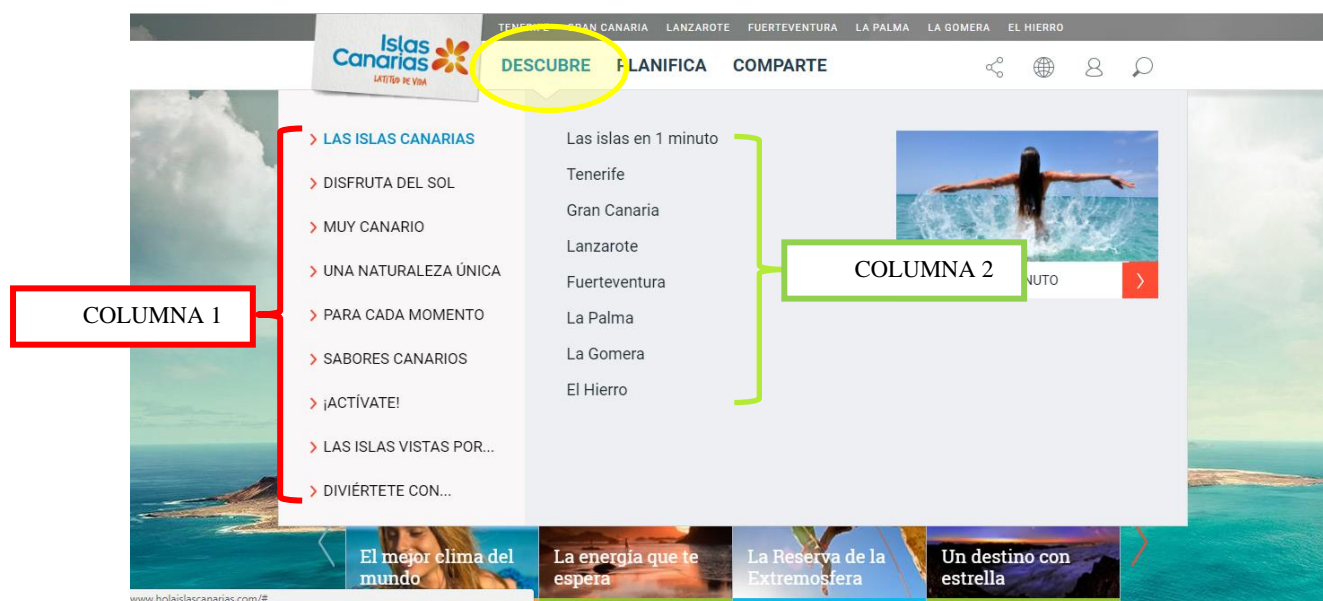 TENERIFE GRAN CANARIA LANZAROTE FUERTEVENTURA LA PALMA LA GOMERA EL HIERRO
Islas
Canarias
LATITUD DE VIDA
DESCUBRE PLANIFICA COMPARTE
LAS ISLAS CANARIAS
DISFRUTA DEL SOL
MUY CANARIO
UNA NATURALEZA ÚNICA
PARA CADA MOMENTO
SABORES CANARIOS
¡ACTÍVATE!
LAS ISLAS VISTAS POR...
DIVIÉRTETE CON...
COLUMNA 1
Las islas en 1 minuto
Tenerife
Gran Canaria
Lanzarote
Fuerteventura
La Palma
La Gomera
El Hierro
COLUMNA 2
NUTO
El mejor clima del
mundo
La energía que te
espera
La Reserva de la
Extremosfera
Un destino con
estrella
www.holaislascanarias.com/#